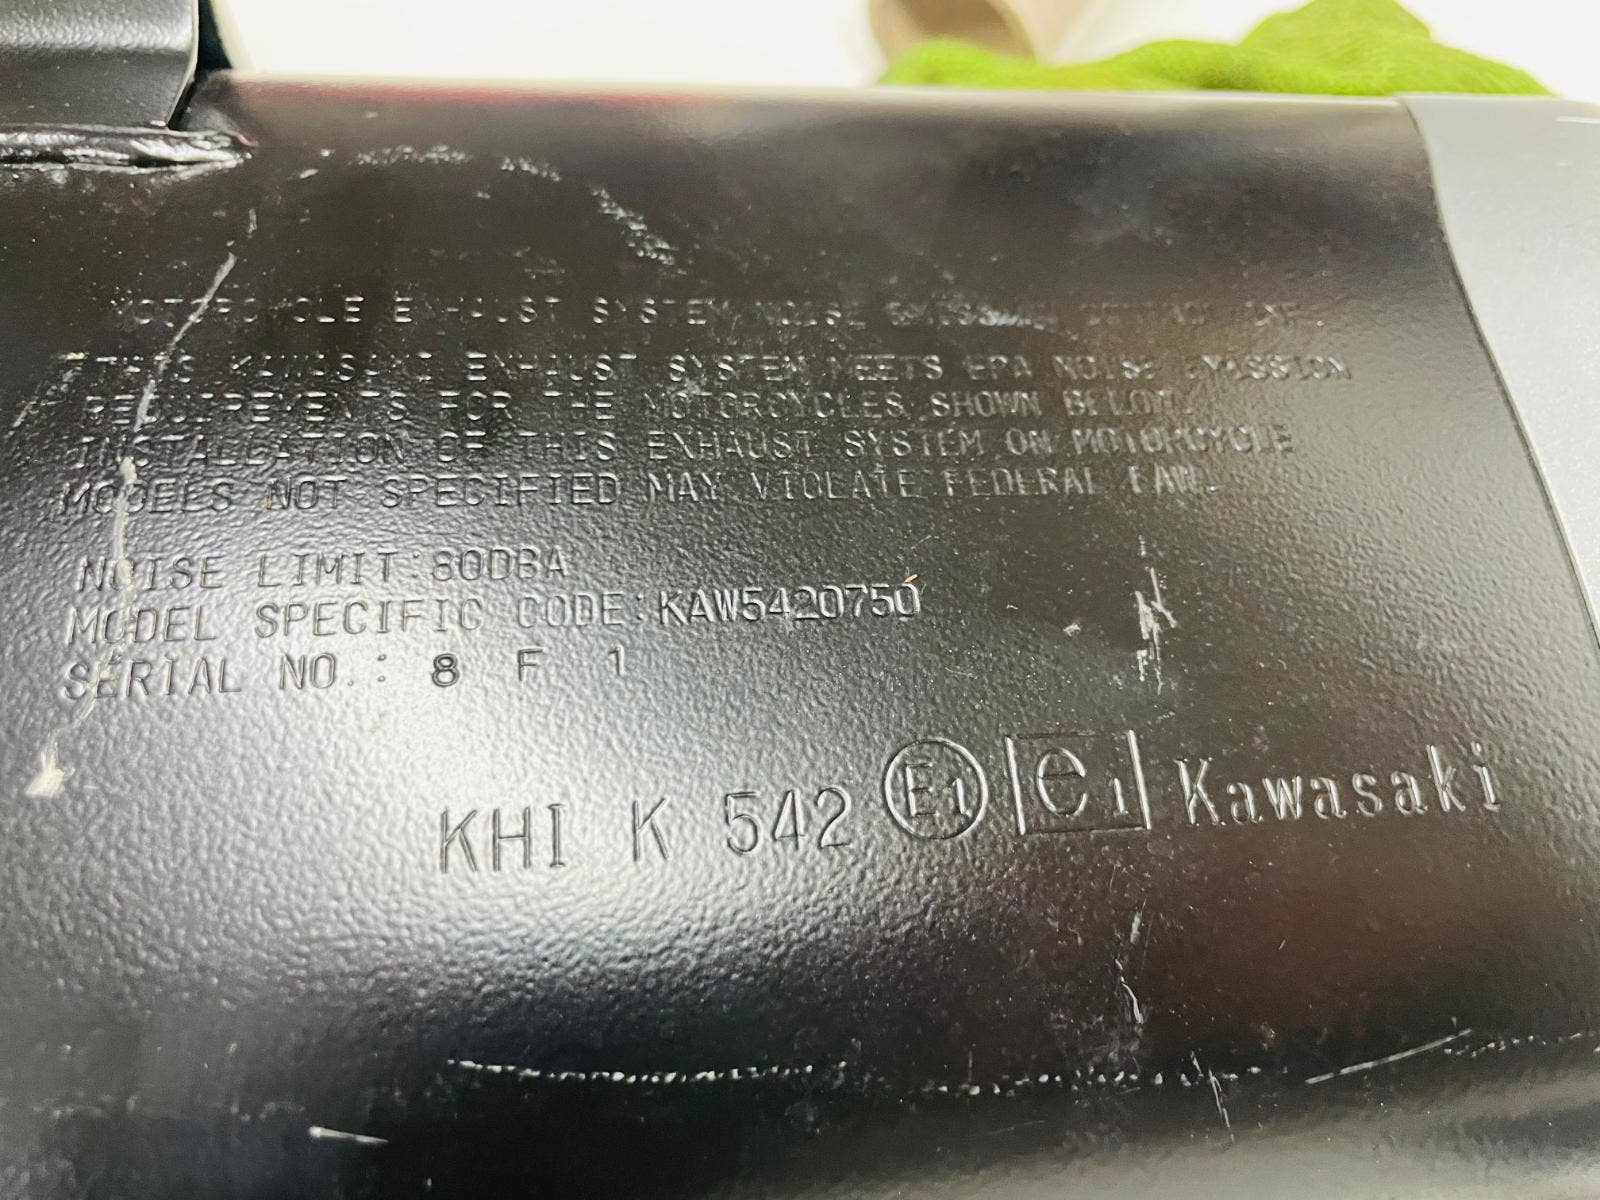 MOTORCYCLE EXHAUST SYSTEM NOISE EMISSION CONTROL INF.
THIS KAWASAKI EXHAUST SYSTEM MEETS EPA NOISE EMISSION
REQUIREMENTS FOR THE MOTORCYCLES SHOWN BELOW.
INSTALLATION OF THIS EXHAUST SYSTEM ON MOTORCYCLE
MODELS NOT SPECIFIED MAY VIOLATE FEDERAL LAW.
NOISE LIMIT:80DBA
MODEL SPECIFIC CODE:KAW5420750
SERIAL NO.: 8 F 1
KHI K 542 E1 e1 Kawasaki